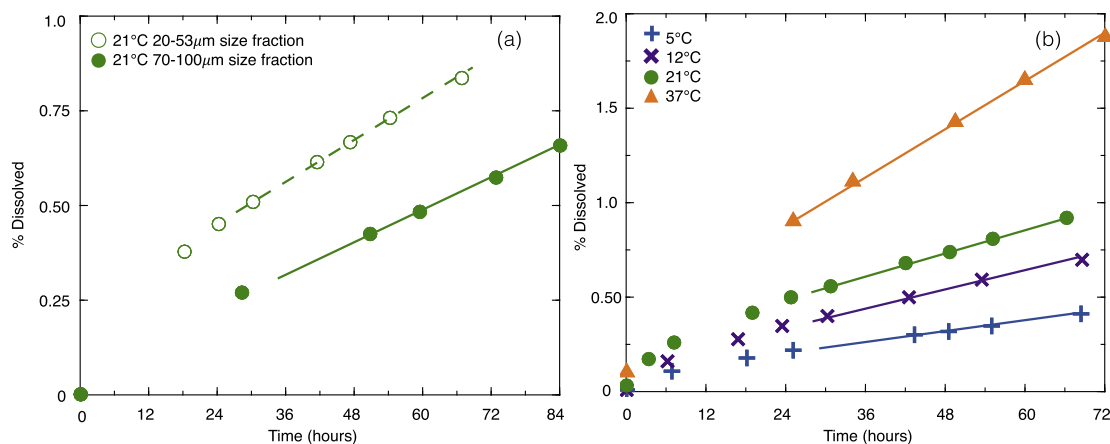 1.0
0.75
0.50
0.25
0
% Dissolved
21°C 20-53μm size fraction
21°C 70-100μm size fraction
(a)
0 12 24 36 48 60 72 84
Time (hours)
2.0
1.5
1.0
0.50
0
% Dissolved
5°C
12°C
21°C
37°C
(b)
0 12 24 36 48 60 72
Time (hours)